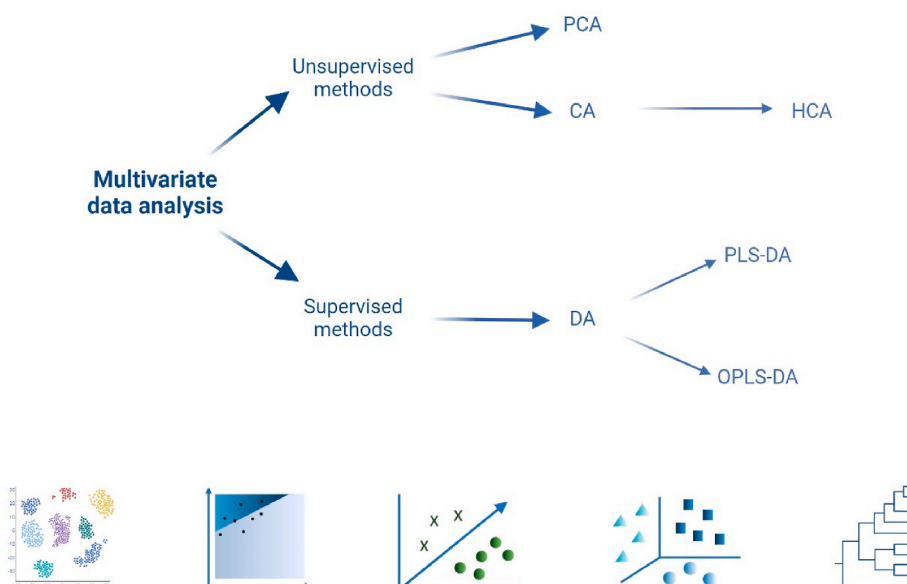 PCA
Unsupervised
methods
CA
HCA
Multivariate
data analysis
PLS-DA
Supervised
methods
DA
OPLS-DA
X
X
X